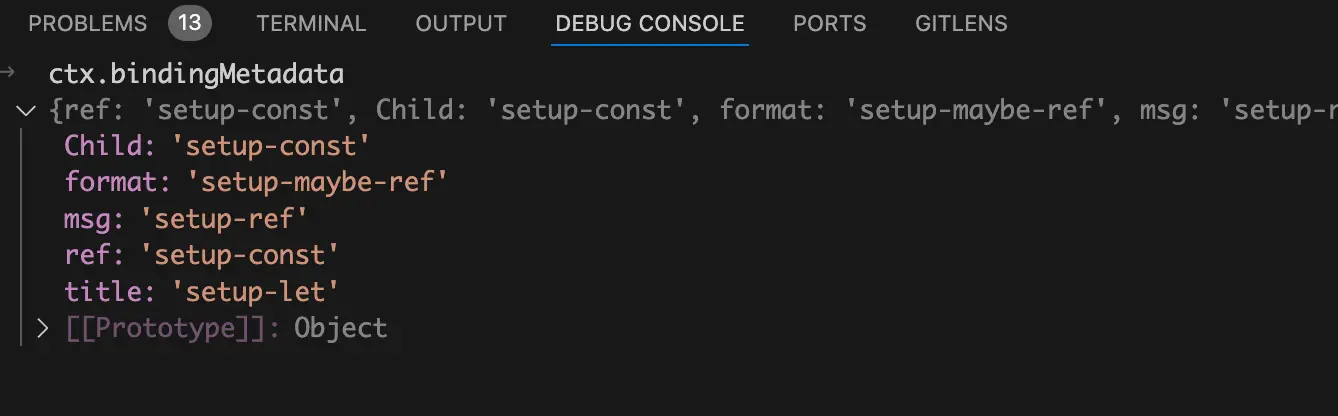 PROBLEMS 13 TERMINAL OUTPUT DEBUG CONSOLE PORTS GITLENS
ctx.bindingMetadata
{ref: 'setup-const', Child: 'setup-const', format: 'setup-maybe-ref', msg: 'setup-r
Child: 'setup-const'
format: 'setup-maybe-ref'
msg: 'setup-ref'
ref: 'setup-const'
title: 'setup-let'
[[Prototype]]: Object